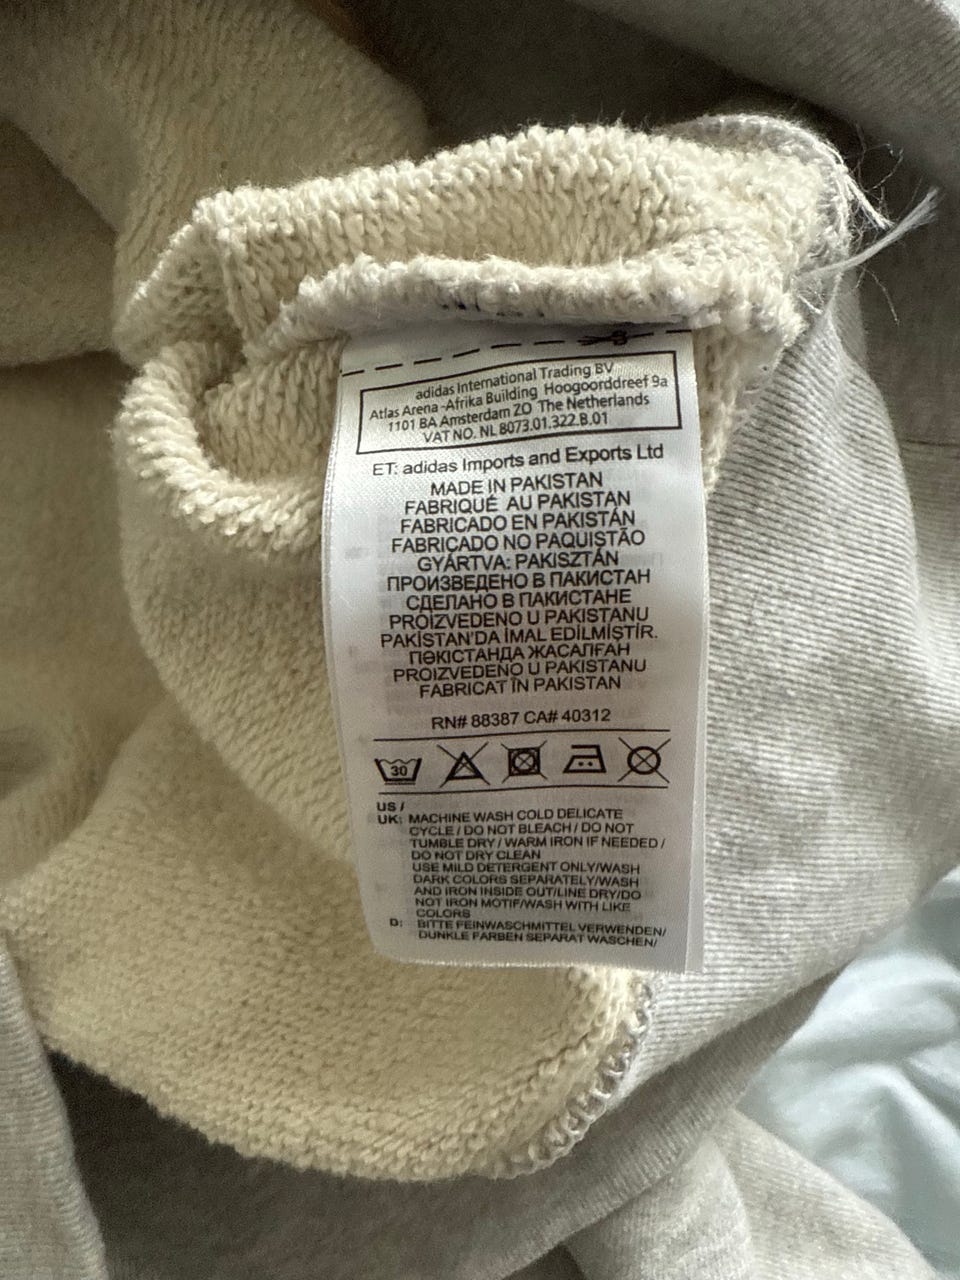 adidas International Trading BV
Atlas Arena -Afrika Building Hoogoorddreef 9a
1101 BA Amsterdam ZO The Netherlands
VAT NO. NL 8073.01.322.B.01
ET: adidas Imports and Exports Ltd
MADE IN PAKISTAN
FABRIQUÉ AU PAKISTAN
FABRICADO EN PAKISTÁN
FABRICADO NO PAQUISTÃO
GYÁRTVA: PAKISZTÁN
ПРОИЗВЕДЕНО В ПАКИСТАН
СДЕЛАНО В ПАКИСТАНЕ
PROIZVEDENO U PAKISTANU
PAKİSTAN'DA İMAL EDİLMİŞTİR.
ПӘКІСТАНДА ЖАСАЛҒАН
PROIZVEDENO U PAKISTANU
FABRICAT ÎN PAKISTAN
RN# 88387 CA# 40312
30
US /
UK: MACHINE WASH COLD DELICATE
CYCLE / DO NOT BLEACH / DO NOT
TUMBLE DRY / WARM IRON IF NEEDED /
DO NOT DRY CLEAN
USE MILD DETERGENT ONLY/WASH
DARK COLORS SEPARATELY/WASH
AND IRON INSIDE OUT/LINE DRY/DO
NOT IRON MOTIF/WASH WITH LIKE
COLORS
D: BITTE FEINWASCHMITTEL VERWENDEN/
DUNKLE FARBEN SEPARAT WASCHEN/